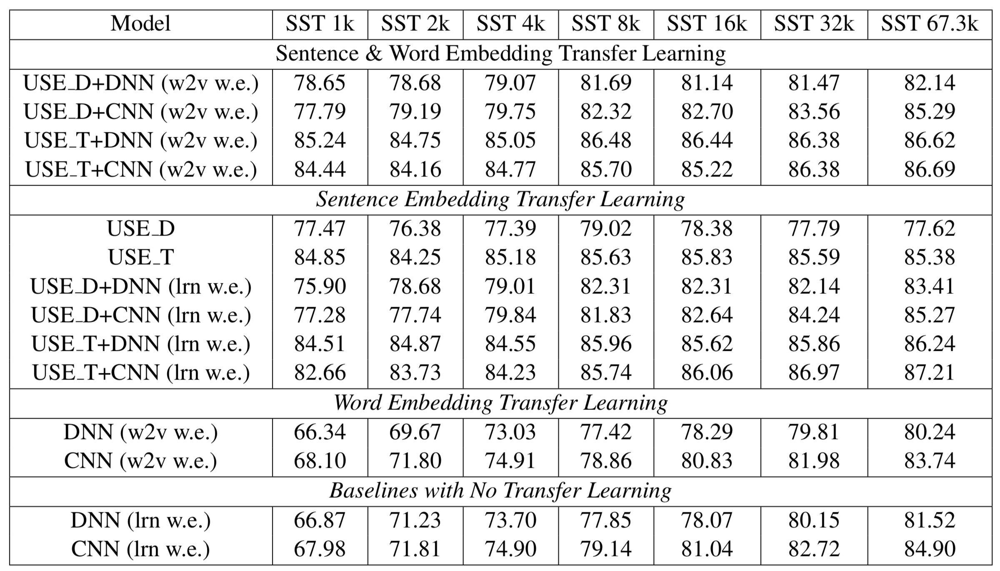 Model SST 1k SST 2k SST 4k SST 8k SST 16k SST 32k SST 67.3k
Sentence & Word Embedding Transfer Learning
USE_D+DNN (w2v w.e.) 78.65 78.68 79.07 81.69 81.14 81.47 82.14
USE_D+CNN (w2v w.e.) 77.79 79.19 79.75 82.32 82.70 83.56 85.29
USE_T+DNN (w2v w.e.) 85.24 84.75 85.05 86.48 86.44 86.38 86.62
USE_T+CNN (w2v w.e.) 84.44 84.16 84.77 85.70 85.22 86.38 86.69
Sentence Embedding Transfer Learning
USE_D 77.47 76.38 77.39 79.02 78.38 77.79 77.62
USE_T 84.85 84.25 85.18 85.63 85.83 85.59 85.38
USE_D+DNN (lrn w.e.) 75.90 78.68 79.01 82.31 82.31 82.14 83.41
USE_D+CNN (lrn w.e.) 77.28 77.74 79.84 81.83 82.64 84.24 85.27
USE_T+DNN (lrn w.e.) 84.51 84.87 84.55 85.96 85.62 85.86 86.24
USE_T+CNN (lrn w.e.) 82.66 83.73 84.23 85.74 86.06 86.97 87.21
Word Embedding Transfer Learning
DNN (w2v w.e.) 66.34 69.67 73.03 77.42 78.29 79.81 80.24
CNN (w2v w.e.) 68.10 71.80 74.91 78.86 80.83 81.98 83.74
Baselines with No Transfer Learning
DNN (lrn w.e.) 66.87 71.23 73.70 77.85 78.07 80.15 81.52
CNN (lrn w.e.) 67.98 71.81 74.90 79.14 81.04 82.72 84.90